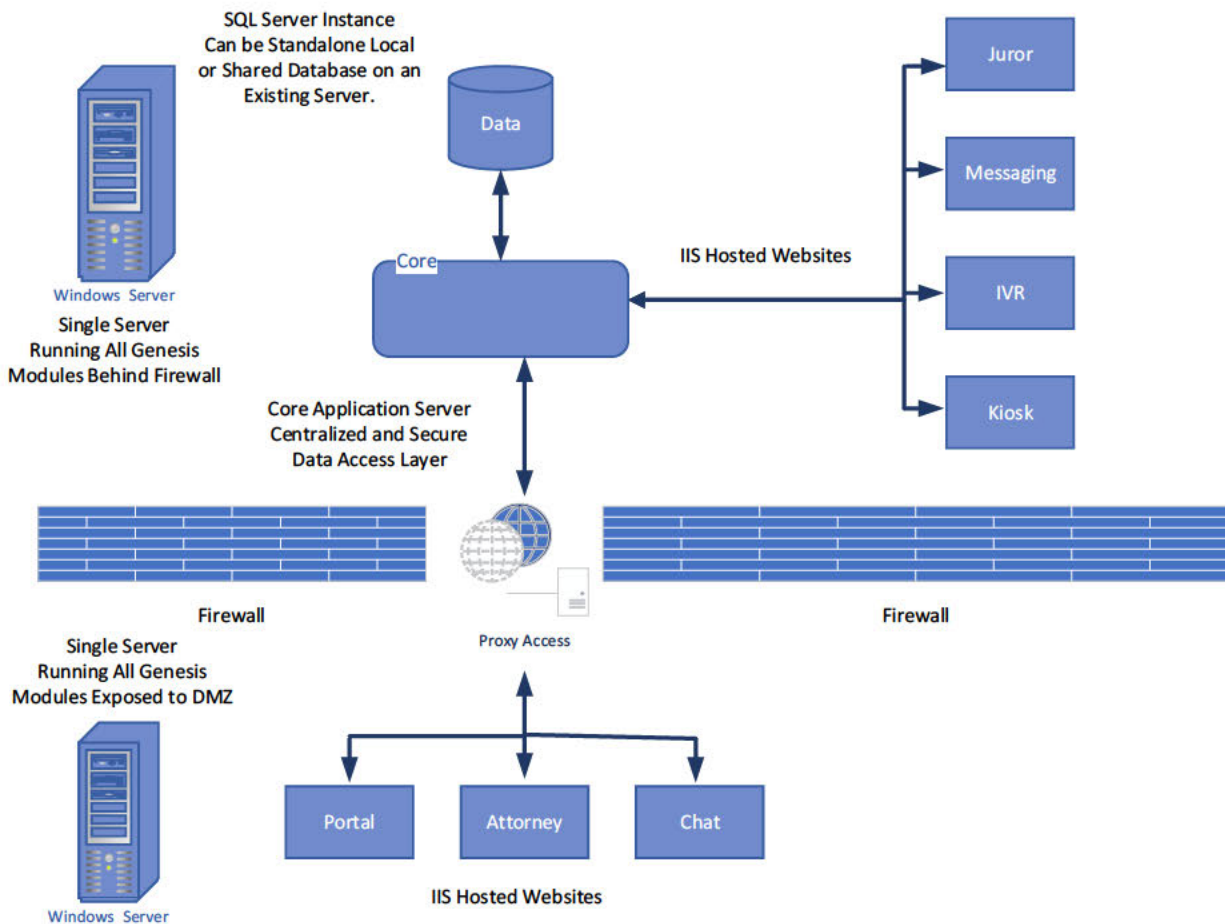 SQL Server Instance
Can be Standalone Local
or Shared Database on an
Existing Server.
Data
Juror
Messaging
Core
IIS Hosted Websites
IVR
Windows Server
Single Server
Running All Genesis
Modules Behind Firewall
Kiosk
Core Application Server
Centralized and Secure
Data Access Layer
Firewall
Firewall
Proxy Access
Single Server
Running All Genesis
Modules Exposed to DMZ
Portal
Attorney
Chat
IIS Hosted Websites
Windows Server